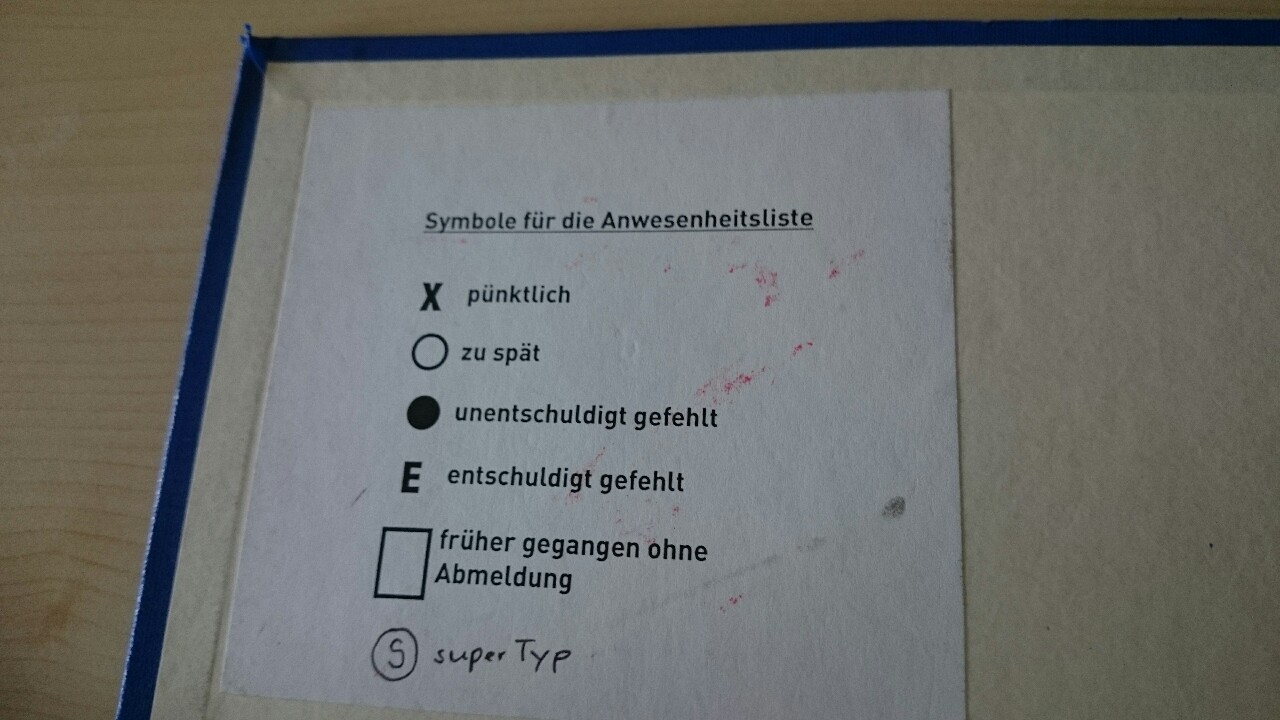 Symbole für die Anwesenheitsliste
X pünktlich
zu spät
unentschuldigt gefehlt
E entschuldigt gefehlt
früher gegangen ohne
Abmeldung
S super Typ